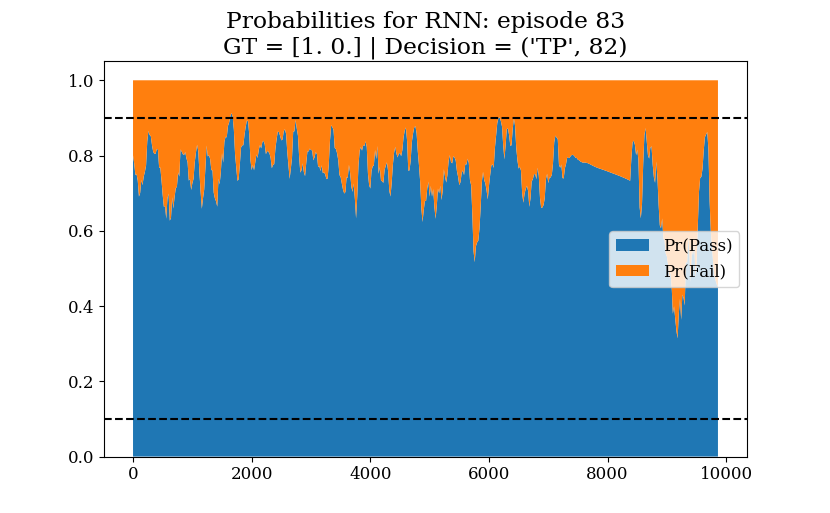 Probabilities for RNN: episode 83
GT = [1. 0.] | Decision = ('TP', 82)
1.0
0.8
0.6
0.4
0.2
0.0
Pr(Pass)
Pr(Fail)
0 2000 4000 6000 8000 10000